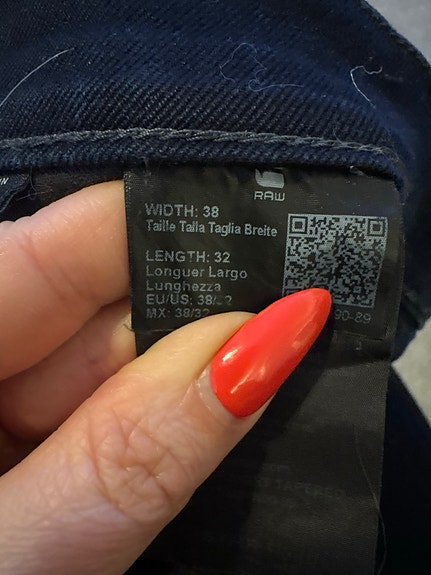 RAW
WIDTH: 38
Taille Talla Taglia Breite
LENGTH: 32
Longuer Largo
Lunghezza
EU/US: 38/32
MX: 38/32
90-89